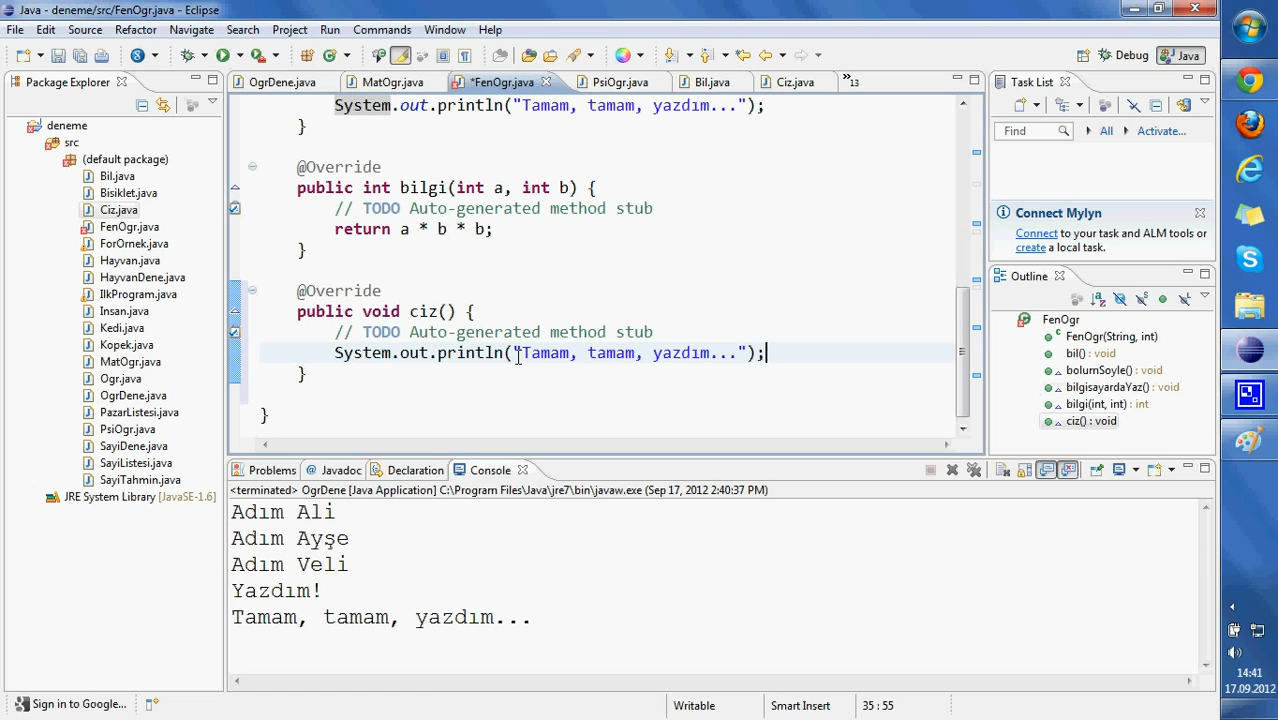 Java - deneme/src/FenOgr.java - Eclipse
File Edit Source Refactor Navigate Search Project Run Commands Window Help
Debug Java
Package Explorer
deneme
src
(default package)
Bil.java
Bisiklet.java
Ciz.java
FenOgr.java
ForOrnek.java
Hayvan.java
HayvanDene.java
IlkProgram.java
Insan.java
Kedi.java
Kopek.java
MatOgr.java
Ogr.java
OgrDene.java
PazarListesi.java
PsiOgr.java
SayiDene.java
SayiListesi.java
SayiTahmin.java
JRE System Library [JavaSE-1.6]
OgrDene.java MatOgr.java *FenOgr.java PsiOgr.java Bil.java Ciz.java »13
System.out.println("Tamam, tamam, yazdım...");
}
@Override
public int bilgi(int a, int b) {
// TODO Auto-generated method stub
return a * b * b;
}
@Override
public void ciz() {
// TODO Auto-generated method stub
System.out.println("Tamam, tamam, yazdım...");
}
}
Task List
Find All Activate...
Connect Mylyn
Connect to your task and ALM tools or
create a local task.
Outline
FenOgr
FenOgr(String, int)
bil() : void
bolumSoyle() : void
bilgisayardaYaz() : void
bilgi(int, int) : int
ciz() : void
Problems Javadoc Declaration Console
<terminated> OgrDene [Java Application] C:\Program Files\Java\jre7\bin\javaw.exe (Sep 17, 2012 2:40:37 PM)
Adım Ali
Adım Ayşe
Adım Veli
Yazdım!
Tamam, tamam, yazdım...
Sign in to Google...
Writable Smart Insert 35 : 55
14:41
17.09.2012